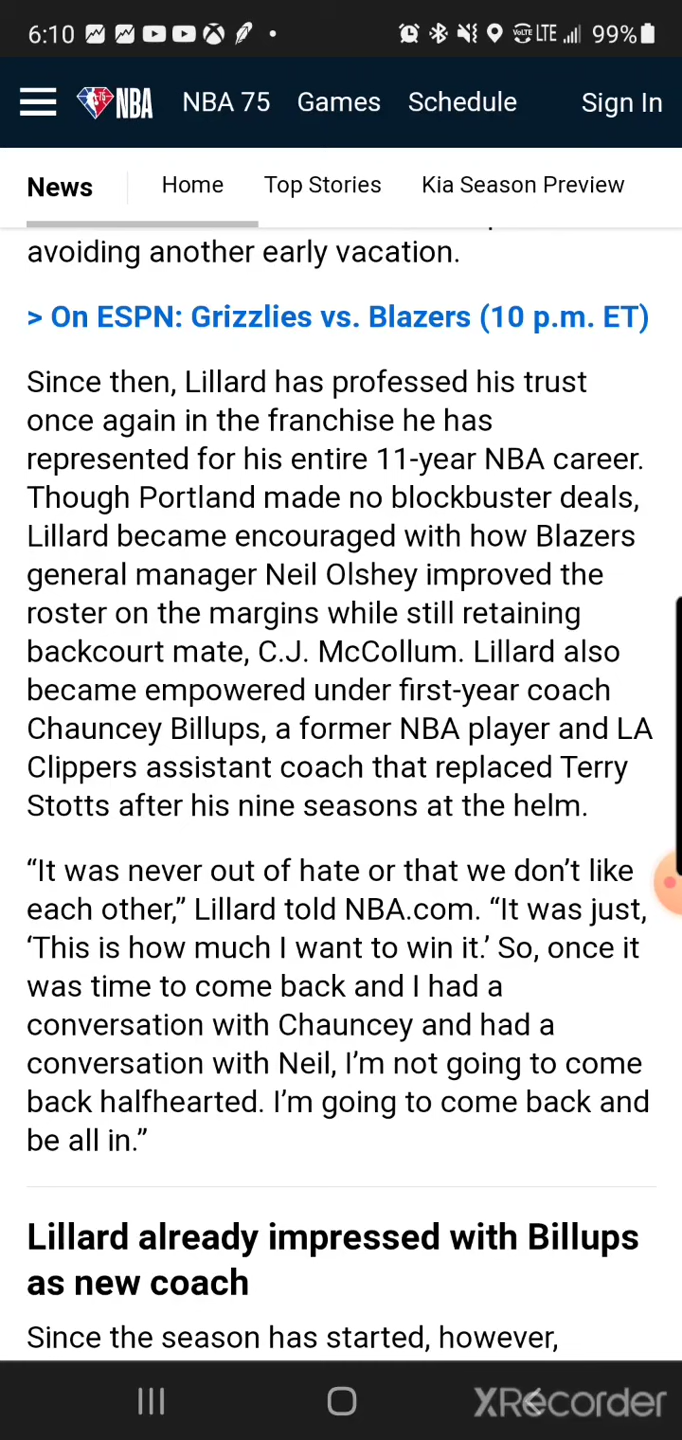 6:10 VoLTE LTE 99%
NBA NBA 75 Games Schedule Sign In
News Home Top Stories Kia Season Preview
avoiding another early vacation.
> On ESPN: Grizzlies vs. Blazers (10 p.m. ET)
Since then, Lillard has professed his trust
once again in the franchise he has
represented for his entire 11-year NBA career.
Though Portland made no blockbuster deals,
Lillard became encouraged with how Blazers
general manager Neil Olshey improved the
roster on the margins while still retaining
backcourt mate, C.J. McCollum. Lillard also
became empowered under first-year coach
Chauncey Billups, a former NBA player and LA
Clippers assistant coach that replaced Terry
Stotts after his nine seasons at the helm.
“It was never out of hate or that we don’t like
each other,” Lillard told NBA.com. “It was just,
‘This is how much I want to win it.’ So, once it
was time to come back and I had a
conversation with Chauncey and had a
conversation with Neil, I’m not going to come
back halfhearted. I’m going to come back and
be all in.”
Lillard already impressed with Billups
as new coach
Since the season has started, however,
XRecorder